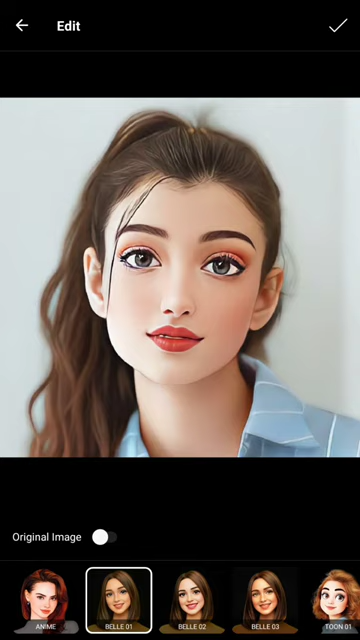 Edit
Original Image
ANIME
BELLE 01
BELLE 02
BELLE 03
TOON 01